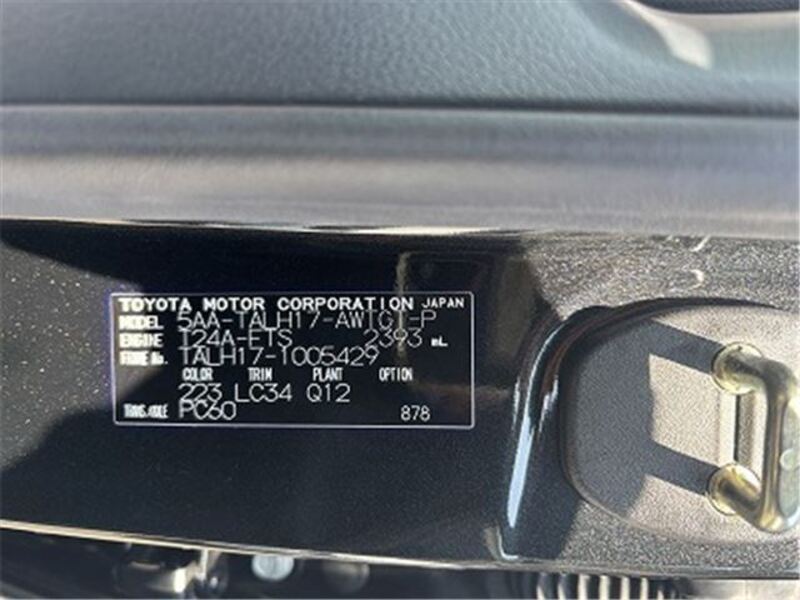 TOYOTA MOTOR CORPORATION JAPAN
MODEL 5AA-TALH17-AWTGT-P
ENGINE T24A-FTS 2393 mL
FRAME No. TALH17-1005429
COLOR TRIM PLANT OPTION
223 LC34 Q12
TRANS./AXLE PC60 878